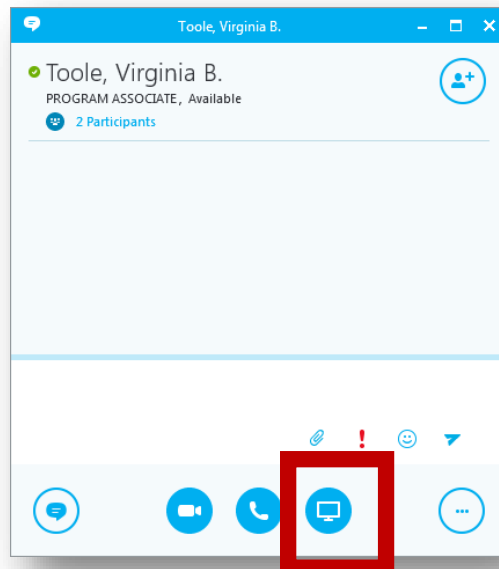 Toole, Virginia B.
Toole, Virginia B.
PROGRAM ASSOCIATE, Available
2 Participants